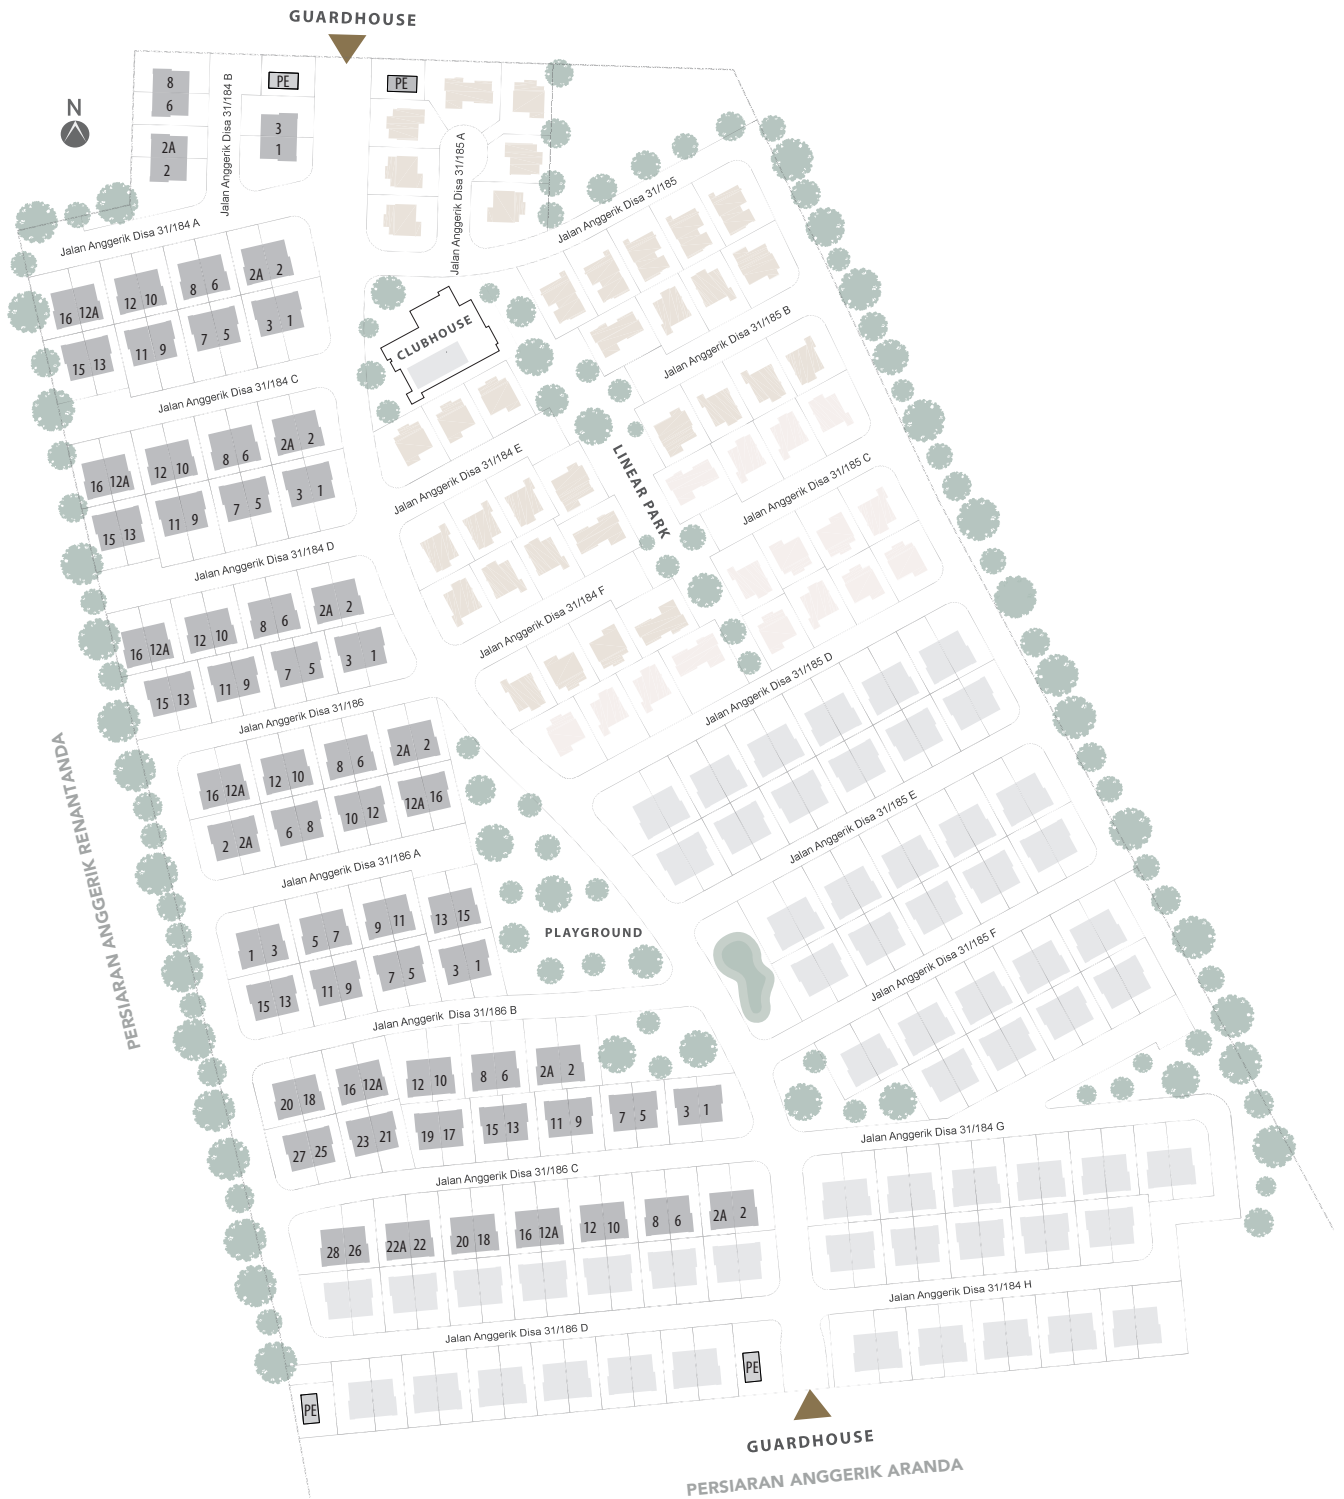 GUARDHOUSE
N
8
6
2A
2
Jalan Anggerik Disa 31/184 B
PE
3
1
PE
Jalan Anggerik Disa 31/185 A
Jalan Anggerik Disa 31/185
Jalan Anggerik Disa 31/184 A
16 12A 12 10 8 6 2A 2
15 13 11 9 7 5 3 1
CLUBHOUSE
Jalan Anggerik Disa 31/185 B
Jalan Anggerik Disa 31/184 C
16 12A 12 10 8 6 2A 2
15 13 11 9 7 5 3 1
Jalan Anggerik Disa 31/184 E
LINEAR PARK
Jalan Anggerik Disa 31/185 C
Jalan Anggerik Disa 31/184 D
16 12A 12 10 8 6 2A 2
15 13 11 9 7 5 3 1
Jalan Anggerik Disa 31/184 F
Jalan Anggerik Disa 31/185 D
Jalan Anggerik Disa 31/186
16 12A 12 10 8 6 2A 2
2 2A 6 8 10 12 12A 16
PERSIARAN ANGGERIK RENANTANDA
Jalan Anggerik Disa 31/185 E
Jalan Anggerik Disa 31/186 A
1 3 5 7 9 11 13 15
15 13 11 9 7 5 3 1
PLAYGROUND
Jalan Anggerik Disa 31/185 F
Jalan Anggerik Disa 31/186 B
20 18 16 12A 12 10 8 6 2A 2
27 25 23 21 19 17 15 13 11 9 7 5 3 1
Jalan Anggerik Disa 31/184 G
Jalan Anggerik Disa 31/186 C
28 26 22A 22 20 18 16 12A 12 10 8 6 2A 2
Jalan Anggerik Disa 31/184 H
Jalan Anggerik Disa 31/186 D
PE
PE
GUARDHOUSE
PERSIARAN ANGGERIK ARANDA